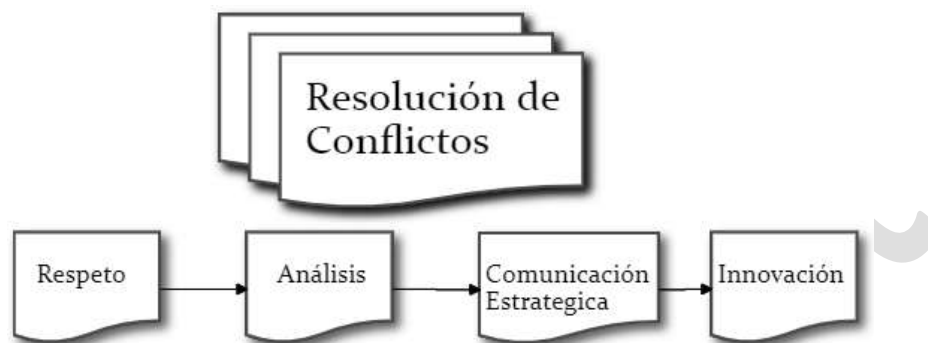 Resolución de
Conflictos
Respeto
Análisis
Comunicación
Estrategica
Innovación